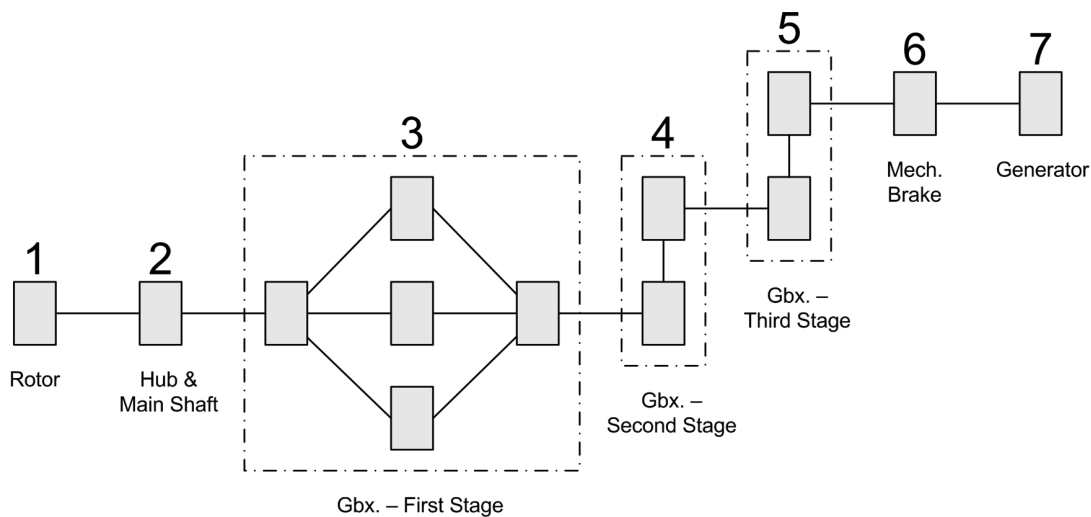 1
Rotor
2
Hub &
Main Shaft
3
Gbx. – First Stage
4
Gbx. –
Second Stage
5
Gbx. –
Third Stage
6
Mech.
Brake
7
Generator